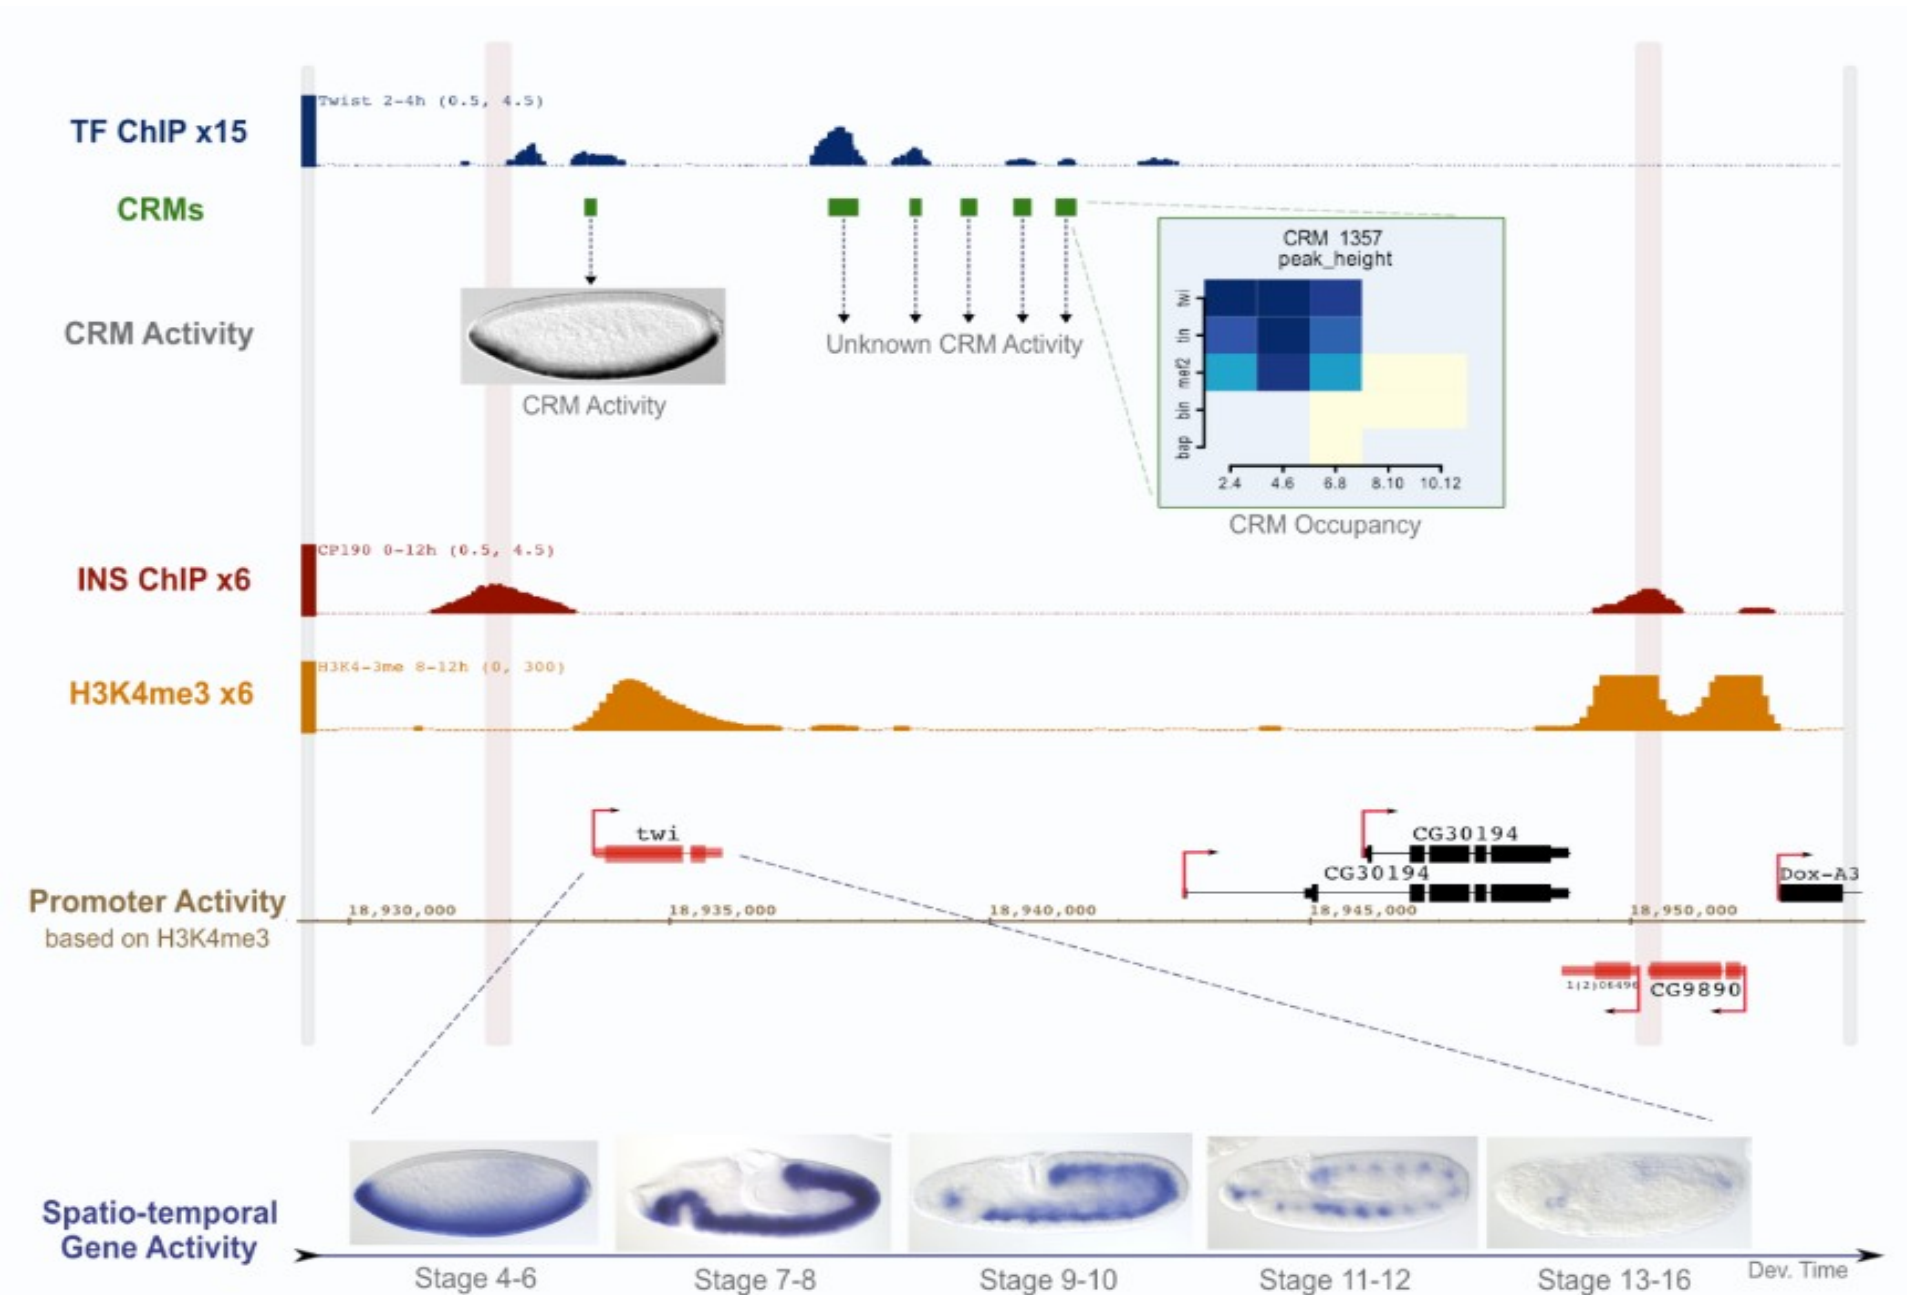 Twist 2-4h (0.5, 4.5)
TF ChIP x15
CRMs
CRM 1357
peak_height
twi
tin
mef2
bin
bap
2.4 4.6 6.8 8.10 10.12
CRM Occupancy
CRM Activity
Unknown CRM Activity
CRM Activity
CP190 0-12h (0.5, 4.5)
INS ChIP x6
H3K4-3me 8-12h (0, 300)
H3K4me3 x6
twi
CG30194
CG30194
Dox-A3
Promoter Activity
based on H3K4me3
18,930,000 18,935,000 18,940,000 18,945,000 18,950,000
1(2)06496
CG9890
Spatio-temporal
Gene Activity
Stage 4-6 Stage 7-8 Stage 9-10 Stage 11-12 Stage 13-16
Dev. Time